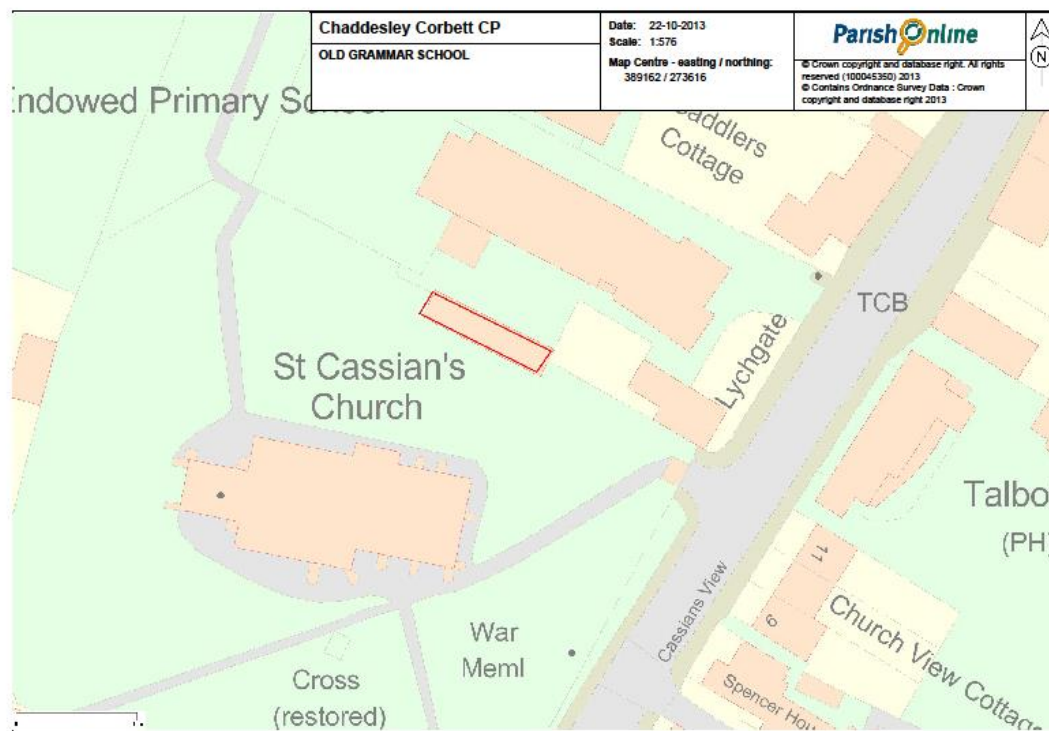 Chaddesley Corbett CP
OLD GRAMMAR SCHOOL
Date: 22-10-2013
Scale: 1:576
Map Centre - easting / northing:
389162 / 273616
Parish Online
© Crown copyright and database right. All rights
reserved (100045350) 2013
© Contains Ordnance Survey Data : Crown
copyright and database right 2013
N
Endowed Primary School
Saddlers
Cottage
TCB
Lychgate
St Cassian's
Church
Talbo
(PH)
11
9
Church View Cottag
Cassians View
Spencer Hou
War
Meml
Cross
(restored)